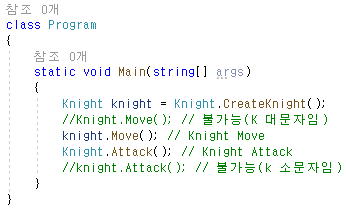 참조 0개
class Program
{
참조 0개
static void Main(string[] args)
{
Knight knight = Knight.CreateKnight();
//Knight.Move(); // 불가능(K 대문자임)
knight.Move(); // Knight Move
Knight.Attack(); // Knight Attack
//knight.Attack(); // 불가능(k 소문자임)
}
}